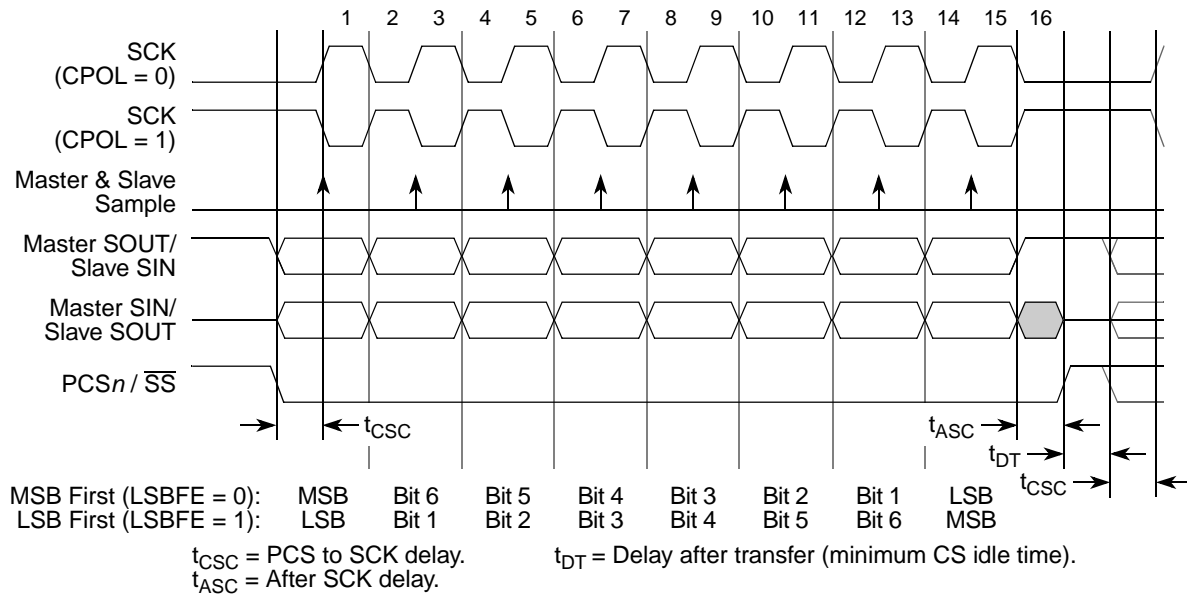 1 2 3 4 5 6 7 8 9 10 11 12 13 14 15 16
SCK
(CPOL = 0)
SCK
(CPOL = 1)
Master & Slave
Sample
Master SOUT/
Slave SIN
Master SIN/
Slave SOUT
PCSn / SS
tCSC
tASC
tDT
tCSC
MSB First (LSBFE = 0): MSB Bit 6 Bit 5 Bit 4 Bit 3 Bit 2 Bit 1 LSB
LSB First (LSBFE = 1): LSB Bit 1 Bit 2 Bit 3 Bit 4 Bit 5 Bit 6 MSB
tCSC = PCS to SCK delay. tDT = Delay after transfer (minimum CS idle time).
tASC = After SCK delay.